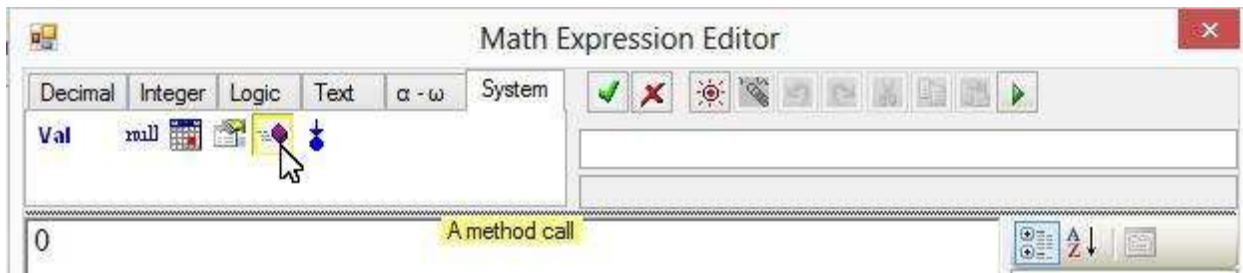 Math Expression Editor
Decimal Integer Logic Text α - ω System
Val null
A method call
0
A Z